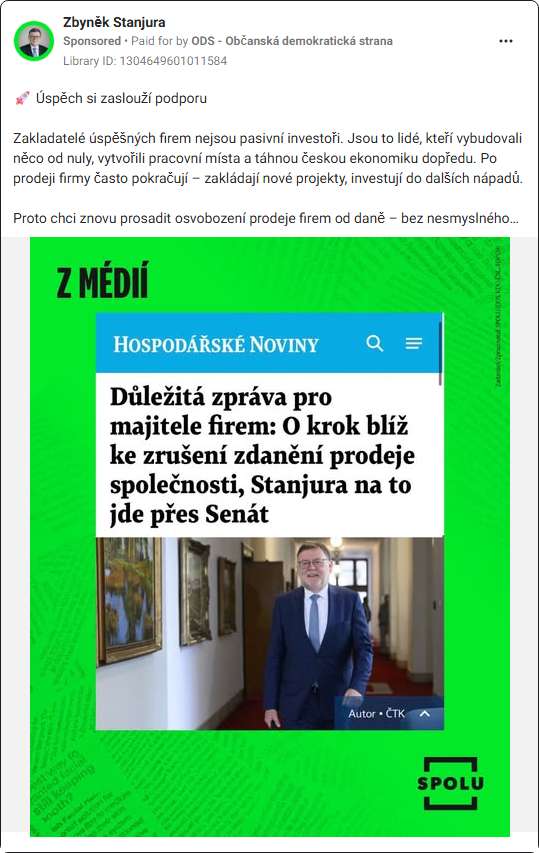 Zbyněk Stanjura
Sponsored • Paid for by ODS - Občanská demokratická strana
Library ID: 1304649601011584
🚀 Úspěch si zaslouží podporu
Zakladatelé úspěšných firem nejsou pasivní investoři. Jsou to lidé, kteří vybudovali
něco od nuly, vytvořili pracovní místa a táhnou českou ekonomiku dopředu. Po
prodeji firmy často pokračují – zakládají nové projekty, investují do dalších nápadů.
Proto chci znovu prosadit osvobození prodeje firem od daně – bez nesmyslného…
Z MÉDIÍ
HOSPODÁŘSKÉ NOVINY
Důležitá zpráva pro
majitele firem: O krok blíž
ke zrušení zdanění prodeje
společnosti, Stanjura na to
jde přes Senát
Autor • ČTK
SPOLU